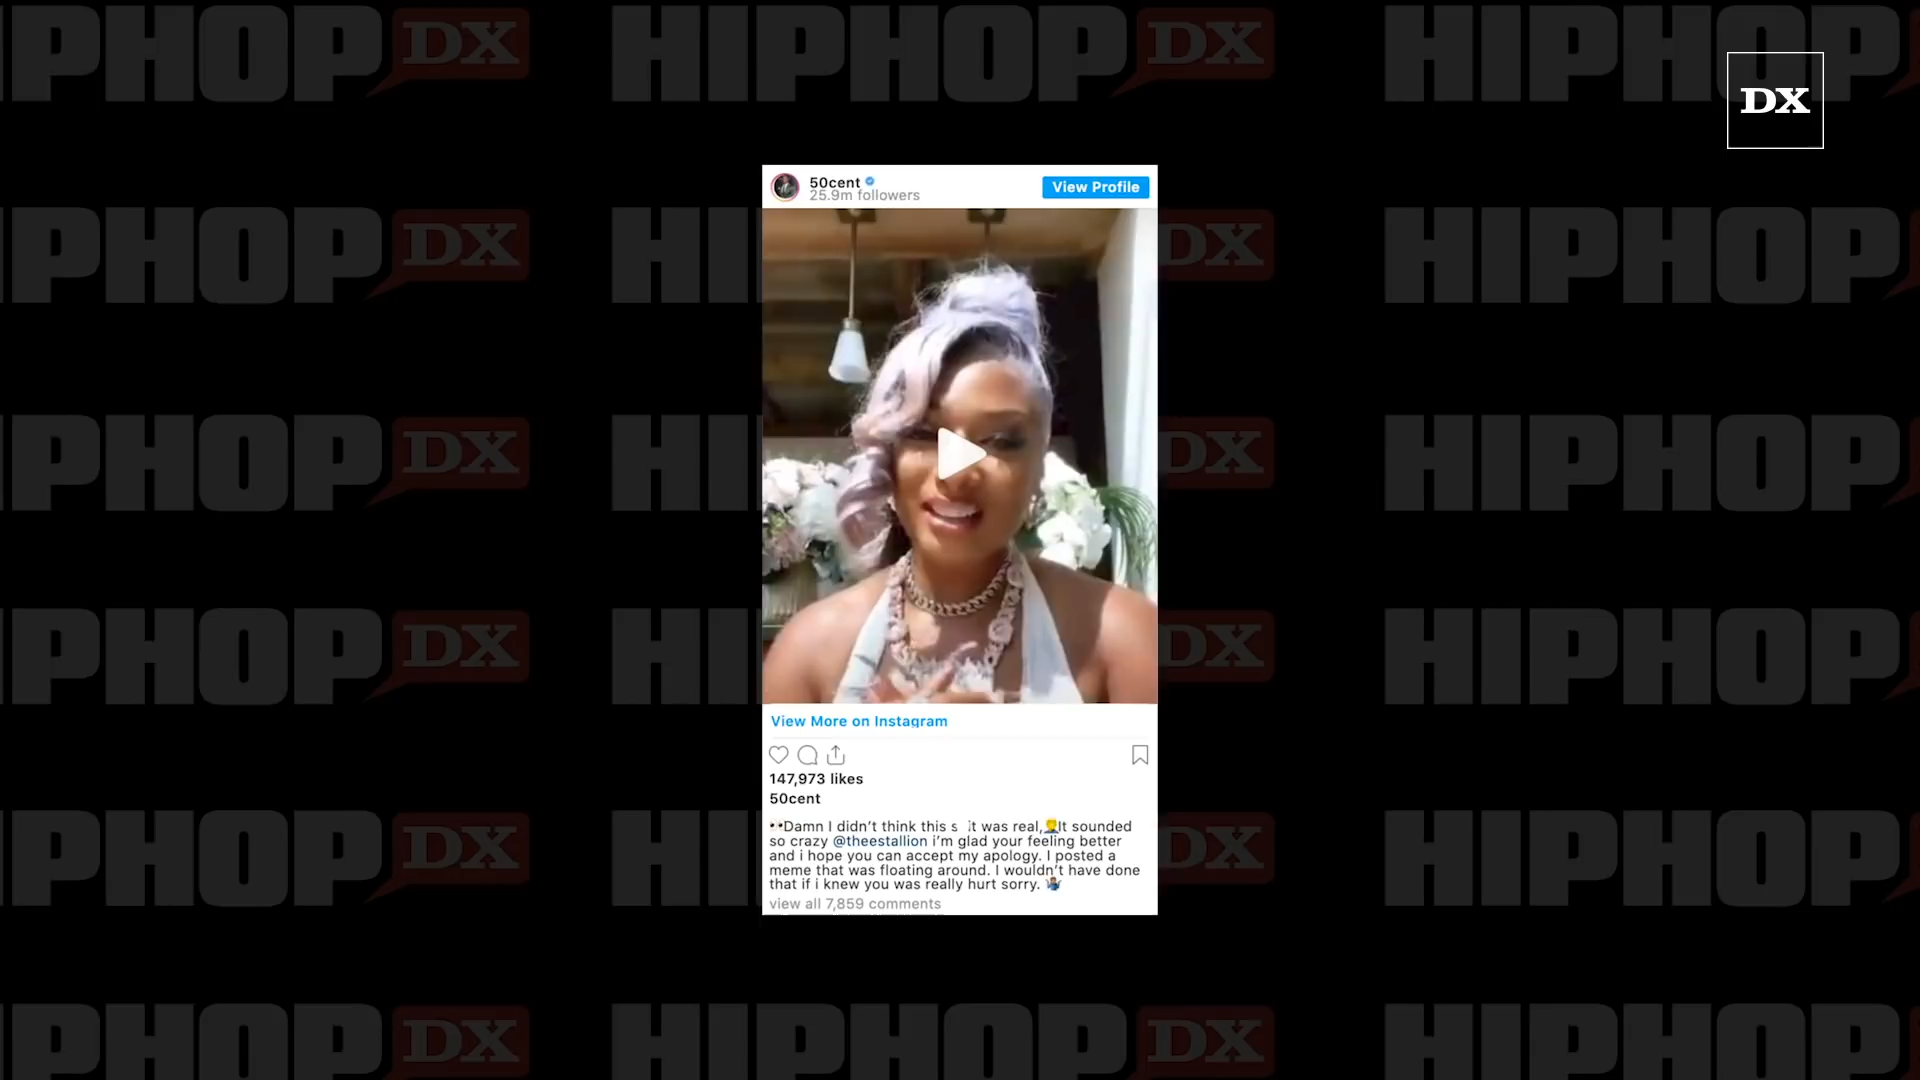 HIPHOP DX
DX
50cent
25.9m followers
View Profile
View More on Instagram
147,973 likes
50cent
👀Damn I didn’t think this s  it was real,🤦‍♂️It sounded
so crazy @theestallion i’m glad your feeling better
and i hope you can accept my apology. I posted a
meme that was floating around. I wouldn’t have done
that if i knew you was really hurt sorry. 🤷🏽‍♂️
view all 7,859 comments